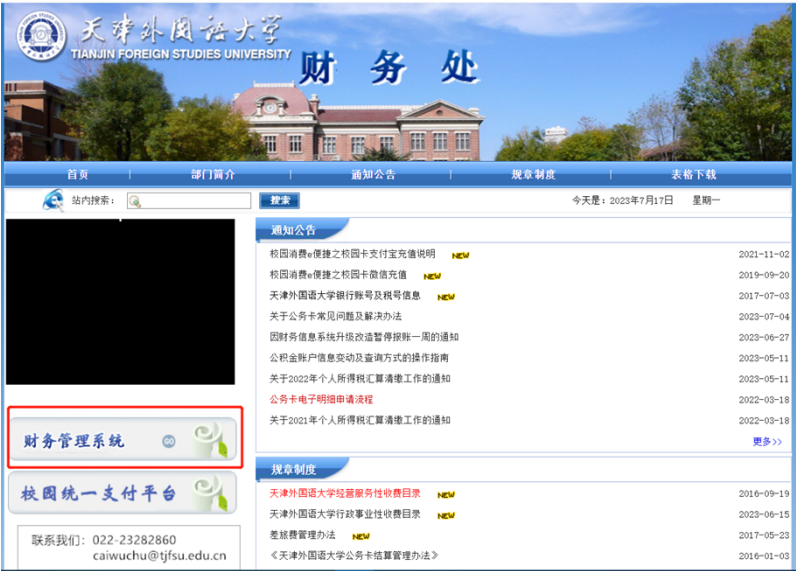 天津外国语大学
TIANJIN FOREIGN STUDIES UNIVERSITY
财务处
首页 | 部门简介 | 通知公告 | 规章制度 | 表格下载
站内搜索： 搜索 今天是：2023年7月17日 星期一
通知公告
校园消费e便捷之校园卡支付宝充值说明 NEW 2021-11-02
校园消费e便捷之校园卡微信充值 NEW 2019-09-20
天津外国语大学银行账号及税号信息 NEW 2017-07-03
关于公务卡常见问题及解决办法 2023-07-04
因财务信息系统升级改造暂停报账一周的通知 2023-06-27
公积金账户信息变动及查询方式的操作指南 2023-05-11
关于2022年个人所得税汇算清缴工作的通知 2023-05-11
公务卡电子明细申请流程 2022-03-18
关于2021年个人所得税汇算清缴工作的通知 2022-03-18
更多>>
财务管理系统 GO
校园统一支付平台
联系我们：022-23282860
caiwuchu@tjfsu.edu.cn
规章制度
天津外国语大学经营服务性收费目录 NEW 2016-09-19
天津外国语大学行政事业性收费目录 NEW 2023-06-15
差旅费管理办法 NEW 2017-05-23
《天津外国语大学公务卡结算管理办法》 2016-01-03